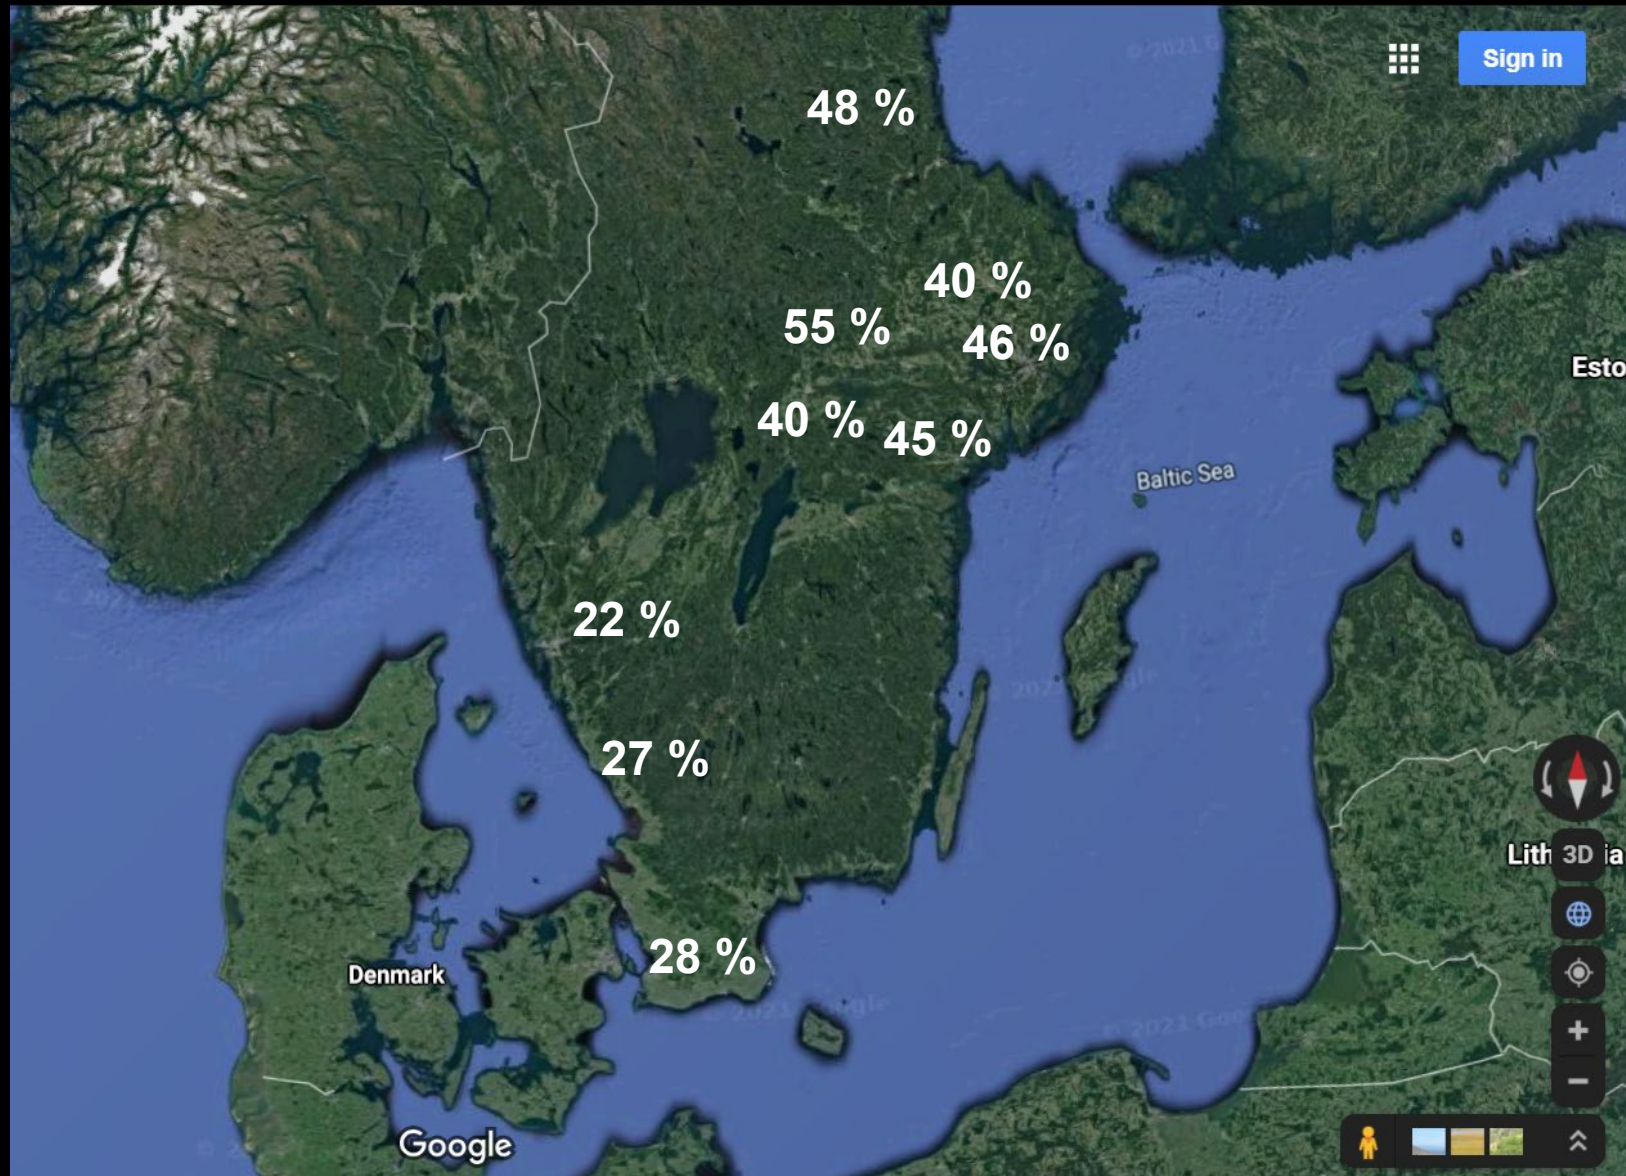 © 2021 G
Sign in
48 %
40 %
55 %
46 %
Esto
40 %
45 %
Baltic Sea
22 %
27 %
Lith
3D
ia
28 %
Denmark
Google